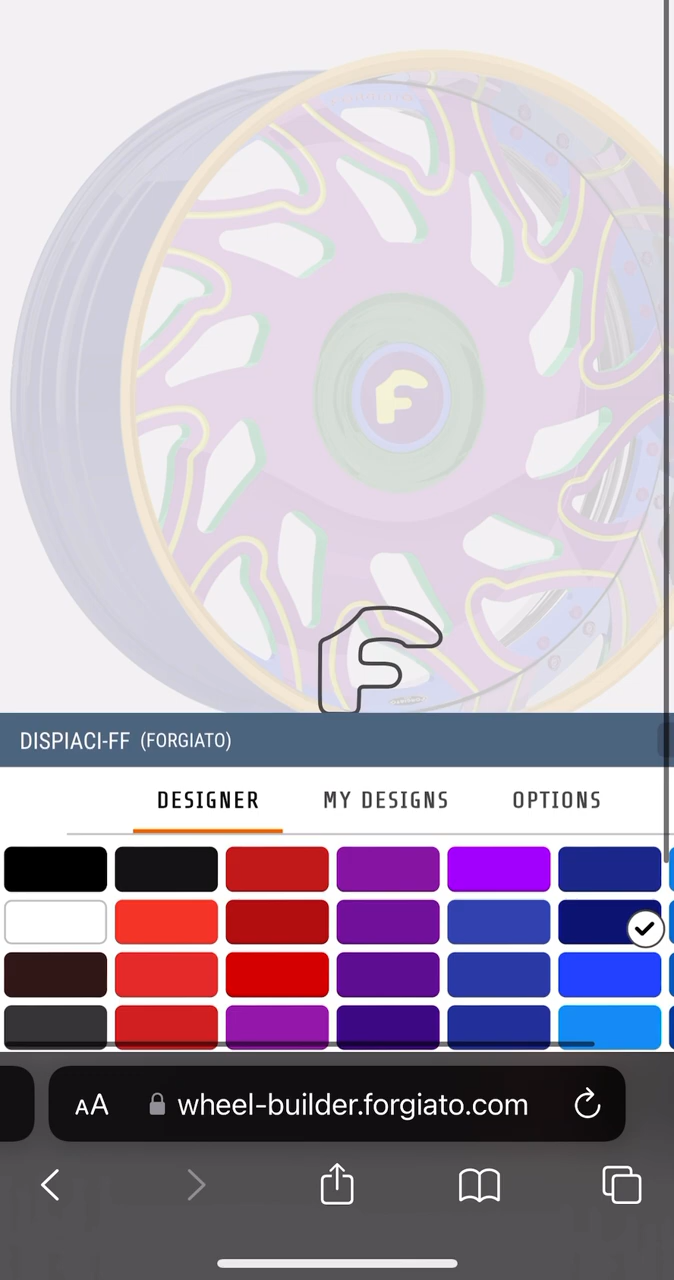 F
F
DISPIACI-FF (FORGIATO)
DESIGNER
MY DESIGNS
OPTIONS
AA
wheel-builder.forgiato.com